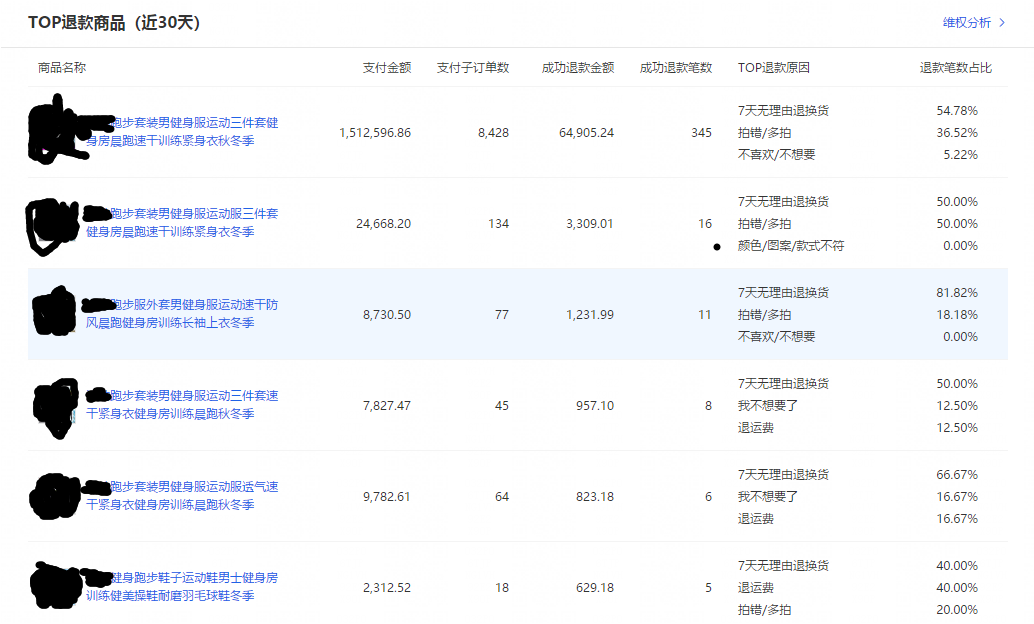 TOP退款商品（近30天）
维权分析 >
商品名称 支付金额 支付子订单数 成功退款金额 成功退款笔数 TOP退款原因 退款笔数占比
跑步套装男健身服运动三件套健
身房晨跑速干训练紧身衣秋冬季
1,512,596.86 8,428 64,905.24 345
7天无理由退换货 54.78%
拍错/多拍 36.52%
不喜欢/不想要 5.22%
跑步套装男健身服运动服三件套
健身房晨跑速干训练紧身衣冬季
24,668.20 134 3,309.01 16
7天无理由退换货 50.00%
拍错/多拍 50.00%
颜色/图案/款式不符 0.00%
跑步服外套男健身服运动速干防
风晨跑健身房训练长袖上衣冬季
8,730.50 77 1,231.99 11
7天无理由退换货 81.82%
拍错/多拍 18.18%
不喜欢/不想要 0.00%
跑步套装男健身服运动三件套速
干紧身衣健身房训练晨跑秋冬季
7,827.47 45 957.10 8
7天无理由退换货 50.00%
我不想要了 12.50%
退运费 12.50%
跑步套装男健身服运动服透气速
干紧身衣健身房训练晨跑秋冬季
9,782.61 64 823.18 6
7天无理由退换货 66.67%
我不想要了 16.67%
退运费 16.67%
健身跑步鞋子运动鞋男士健身房
训练健美操鞋耐磨羽毛球鞋冬季
2,312.52 18 629.18 5
7天无理由退换货 40.00%
退运费 40.00%
拍错/多拍 20.00%